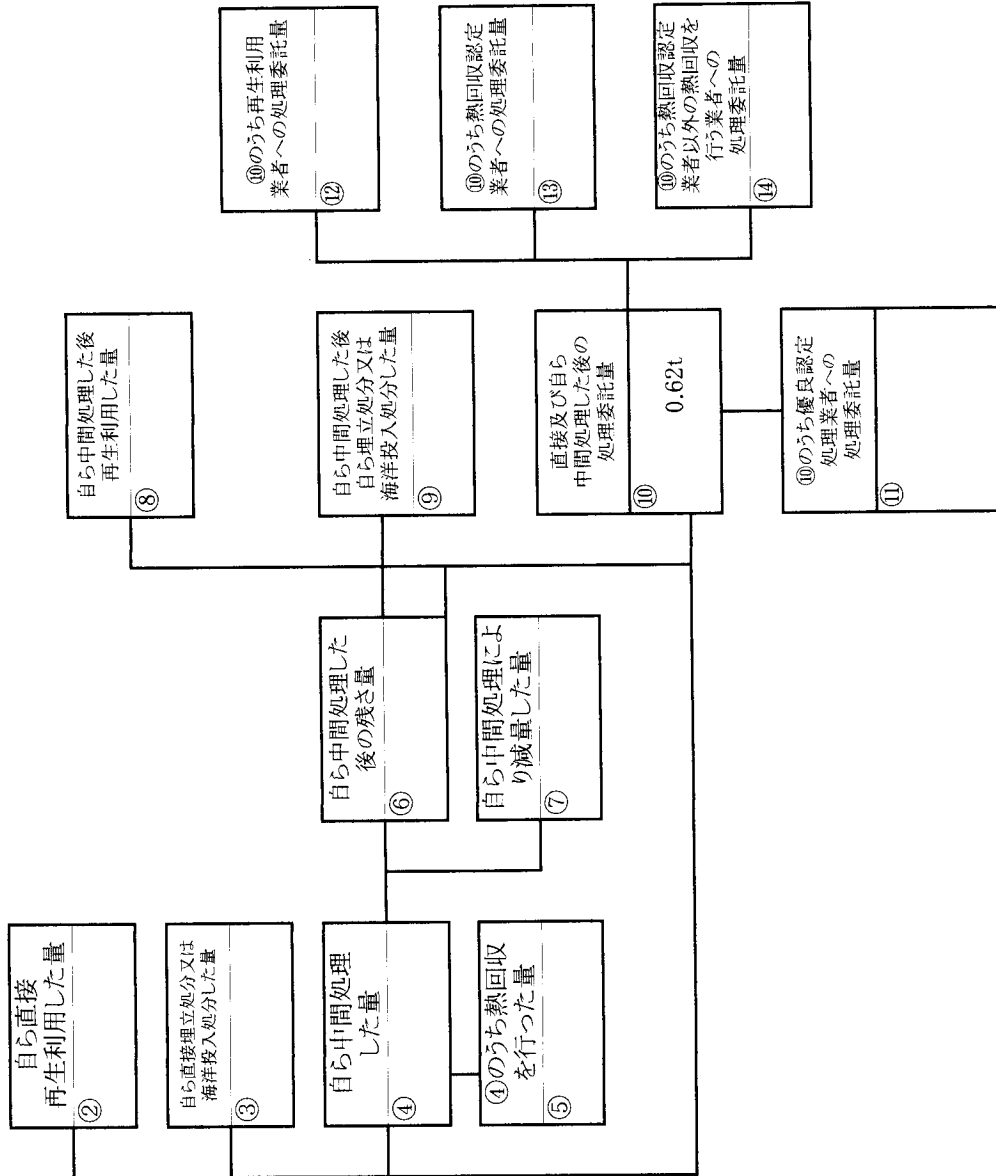 自ら直接
再生利用した量
②
自ら直接埋立処分又は
海洋投入処分した量
③
自ら中間処理
した量
④
④のうち熱回収
を行った量
⑤
自ら中間処理した
後の残さ量
⑥
自ら中間処理によ
り減量した量
⑦
自ら中間処理した後
再生利用した量
⑧
自ら中間処理した後
自ら埋立処分又は
海洋投入処分した量
⑨
直接及び自ら
中間処理した後の
処理委託量
⑩
0.62t
⑩のうち優良認定
処理業者への
処理委託量
⑪
⑩のうち再生利用
業者への処理委託量
⑫
⑩のうち熱回収認定
業者への処理委託量
⑬
⑩のうち熱回収認定
業者以外の熱回収を
行う業者への
処理委託量
⑭